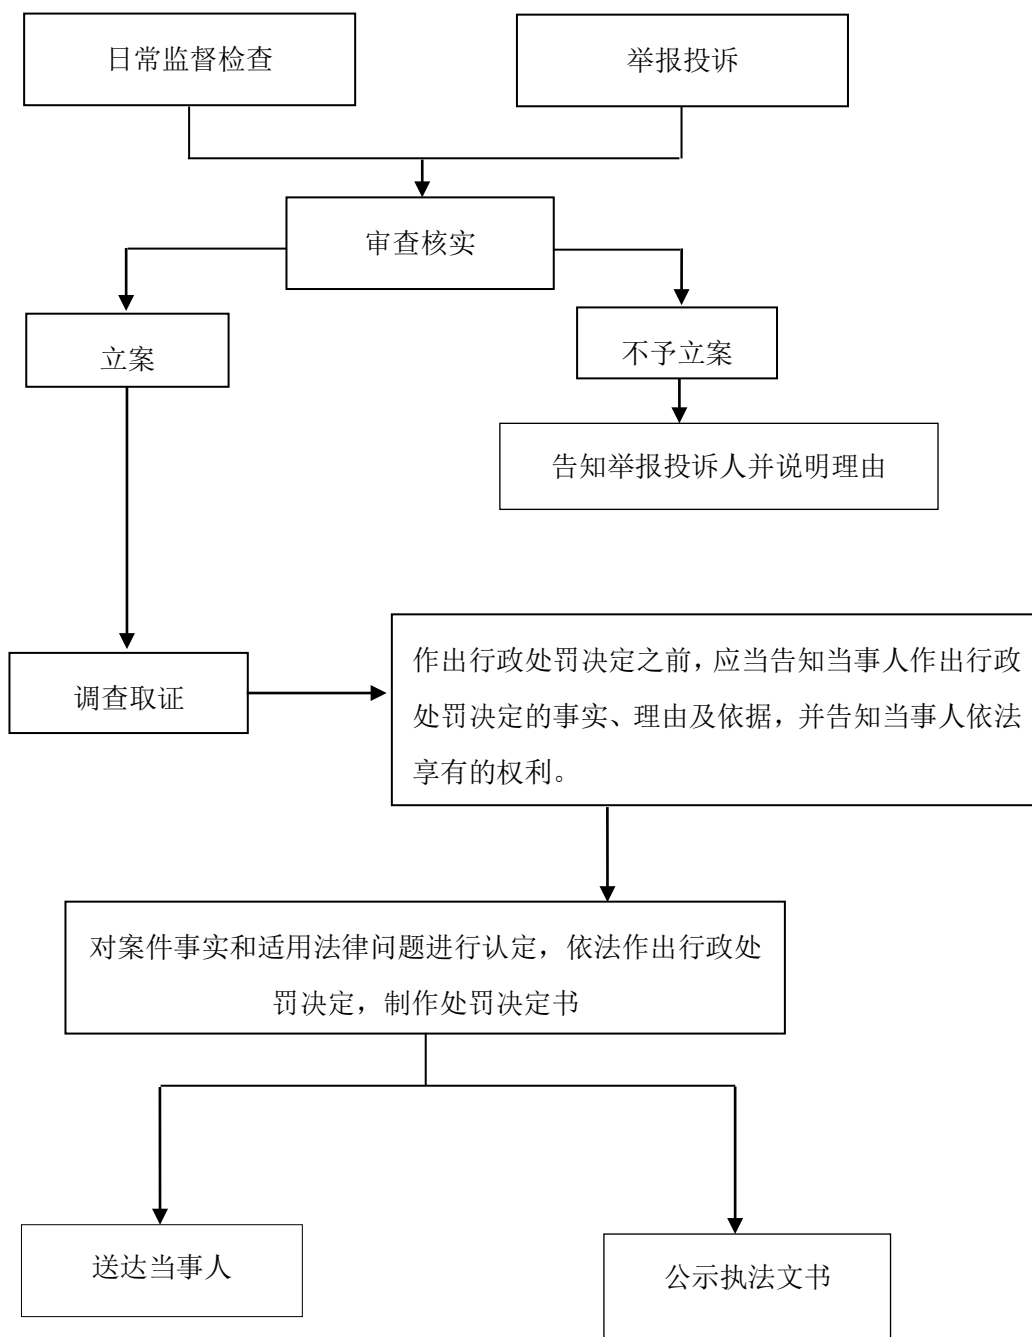 日常监督检查
举报投诉
审查核实
立案
不予立案
告知举报投诉人并说明理由
调查取证
作出行政处罚决定之前，应当告知当事人作出行政
处罚决定的事实、理由及依据，并告知当事人依法
享有的权利。
对案件事实和适用法律问题进行认定，依法作出行政处
罚决定，制作处罚决定书
送达当事人
公示执法文书